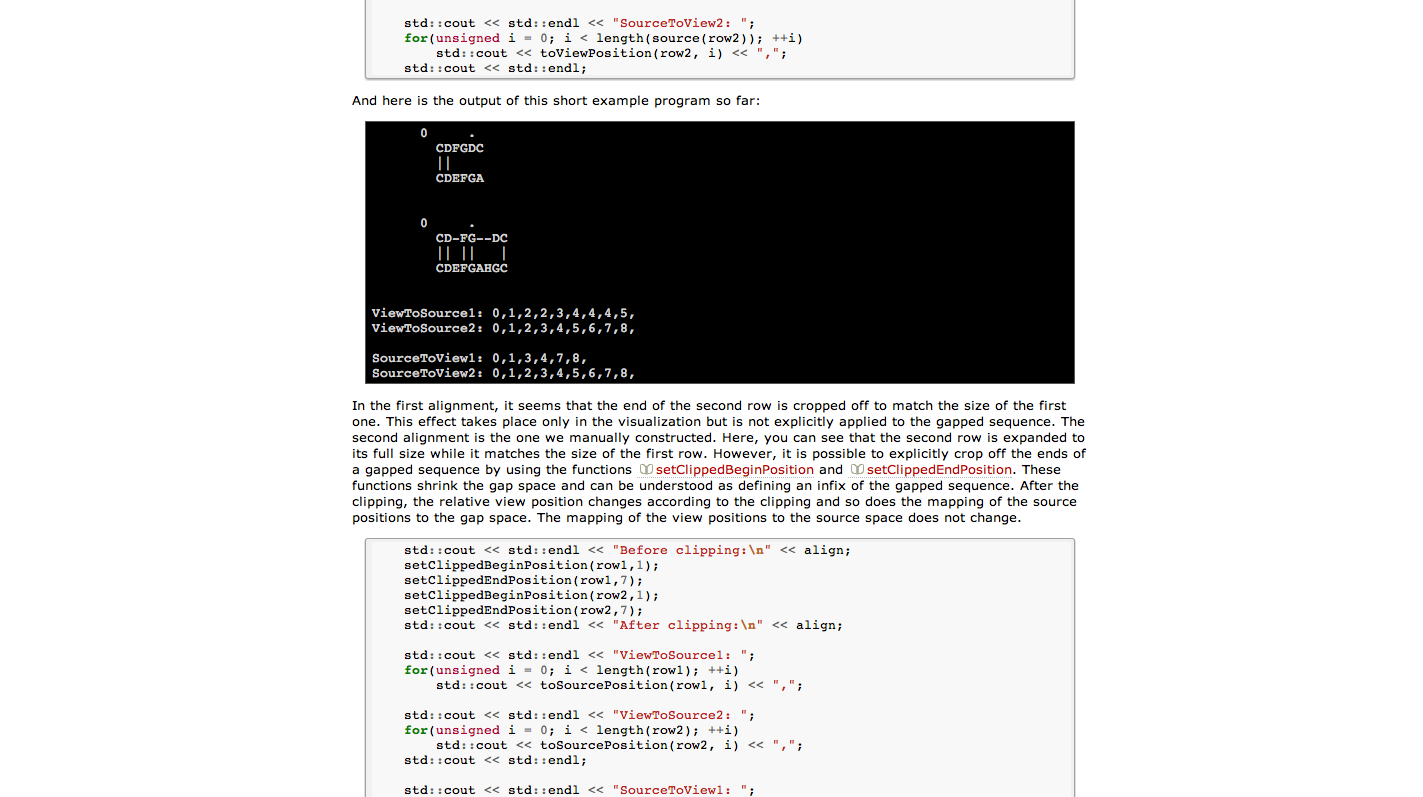 std::cout << std::endl << "SourceToView2: ";
for(unsigned i = 0; i < length(source(row2)); ++i)
    std::cout << toViewPosition(row2, i) << ",";
std::cout << std::endl;
And here is the output of this short example program so far:
0     .
CDFGDC
||
CDEFGA
0     .
CD-FG--DC
|| ||   |
CDEFGAHGC
ViewToSource1: 0,1,2,2,3,4,4,4,5,
ViewToSource2: 0,1,2,3,4,5,6,7,8,
SourceToView1: 0,1,3,4,7,8,
SourceToView2: 0,1,2,3,4,5,6,7,8,
In the first alignment, it seems that the end of the second row is cropped off to match the size of the first
one. This effect takes place only in the visualization but is not explicitly applied to the gapped sequence. The
second alignment is the one we manually constructed. Here, you can see that the second row is expanded to
its full size while it matches the size of the first row. However, it is possible to explicitly crop off the ends of
a gapped sequence by using the functions setClippedBeginPosition and setClippedEndPosition. These
functions shrink the gap space and can be understood as defining an infix of the gapped sequence. After the
clipping, the relative view position changes according to the clipping and so does the mapping of the source
positions to the gap space. The mapping of the view positions to the source space does not change.
std::cout << std::endl << "Before clipping:\n" << align;
setClippedBeginPosition(row1,1);
setClippedEndPosition(row1,7);
setClippedBeginPosition(row2,1);
setClippedEndPosition(row2,7);
std::cout << std::endl << "After clipping:\n" << align;
std::cout << std::endl << "ViewToSource1: ";
for(unsigned i = 0; i < length(row1); ++i)
    std::cout << toSourcePosition(row1, i) << ",";
std::cout << std::endl << "ViewToSource2: ";
for(unsigned i = 0; i < length(row2); ++i)
    std::cout << toSourcePosition(row2, i) << ",";
std::cout << std::endl;
std::cout << std::endl << "SourceToView1: ";